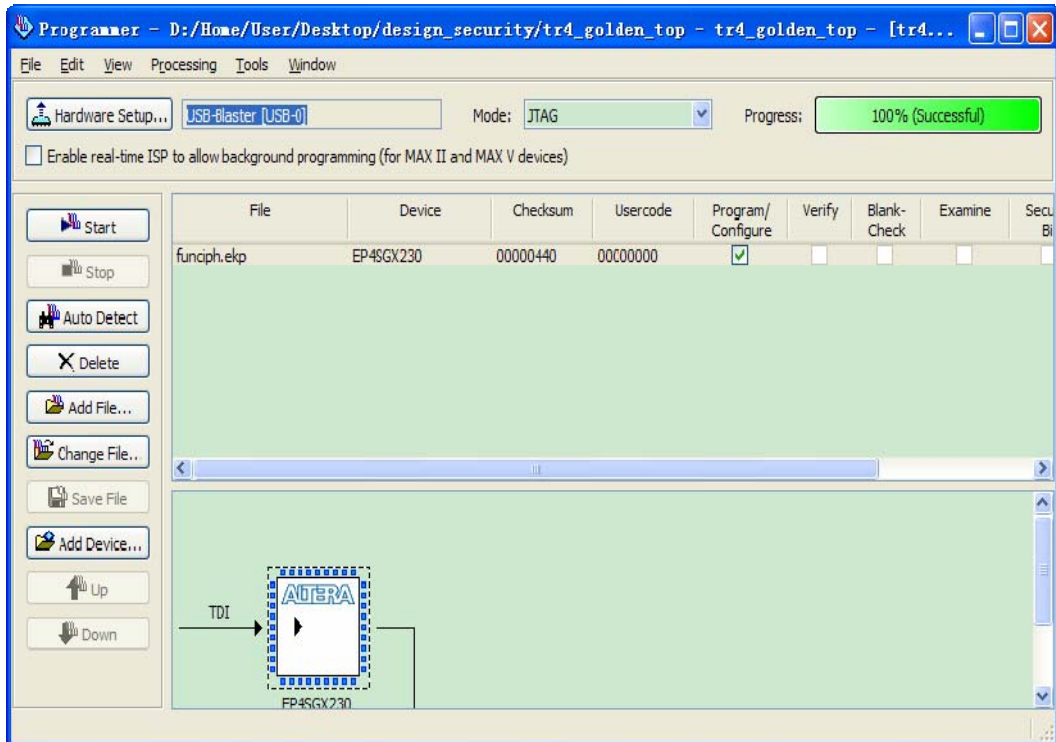 Programmer - D:/Home/User/Desktop/design_security/tr4_golden_top - tr4_golden_top - [tr4...
File Edit View Processing Tools Window
Hardware Setup... USB-Blaster [USB-0] Mode: JTAG Progress: 100% (Successful)
Enable real-time ISP to allow background programming (for MAX II and MAX V devices)
File Device Checksum Usercode Program/ Configure Verify Blank- Check Examine Secu Bi
funciph.ekp EP4SGX230 00000440 00000000
Start
Stop
Auto Detect
Delete
Add File...
Change File..
Save File
Add Device...
Up
Down
ALTERA
TDI
EP4SGX230